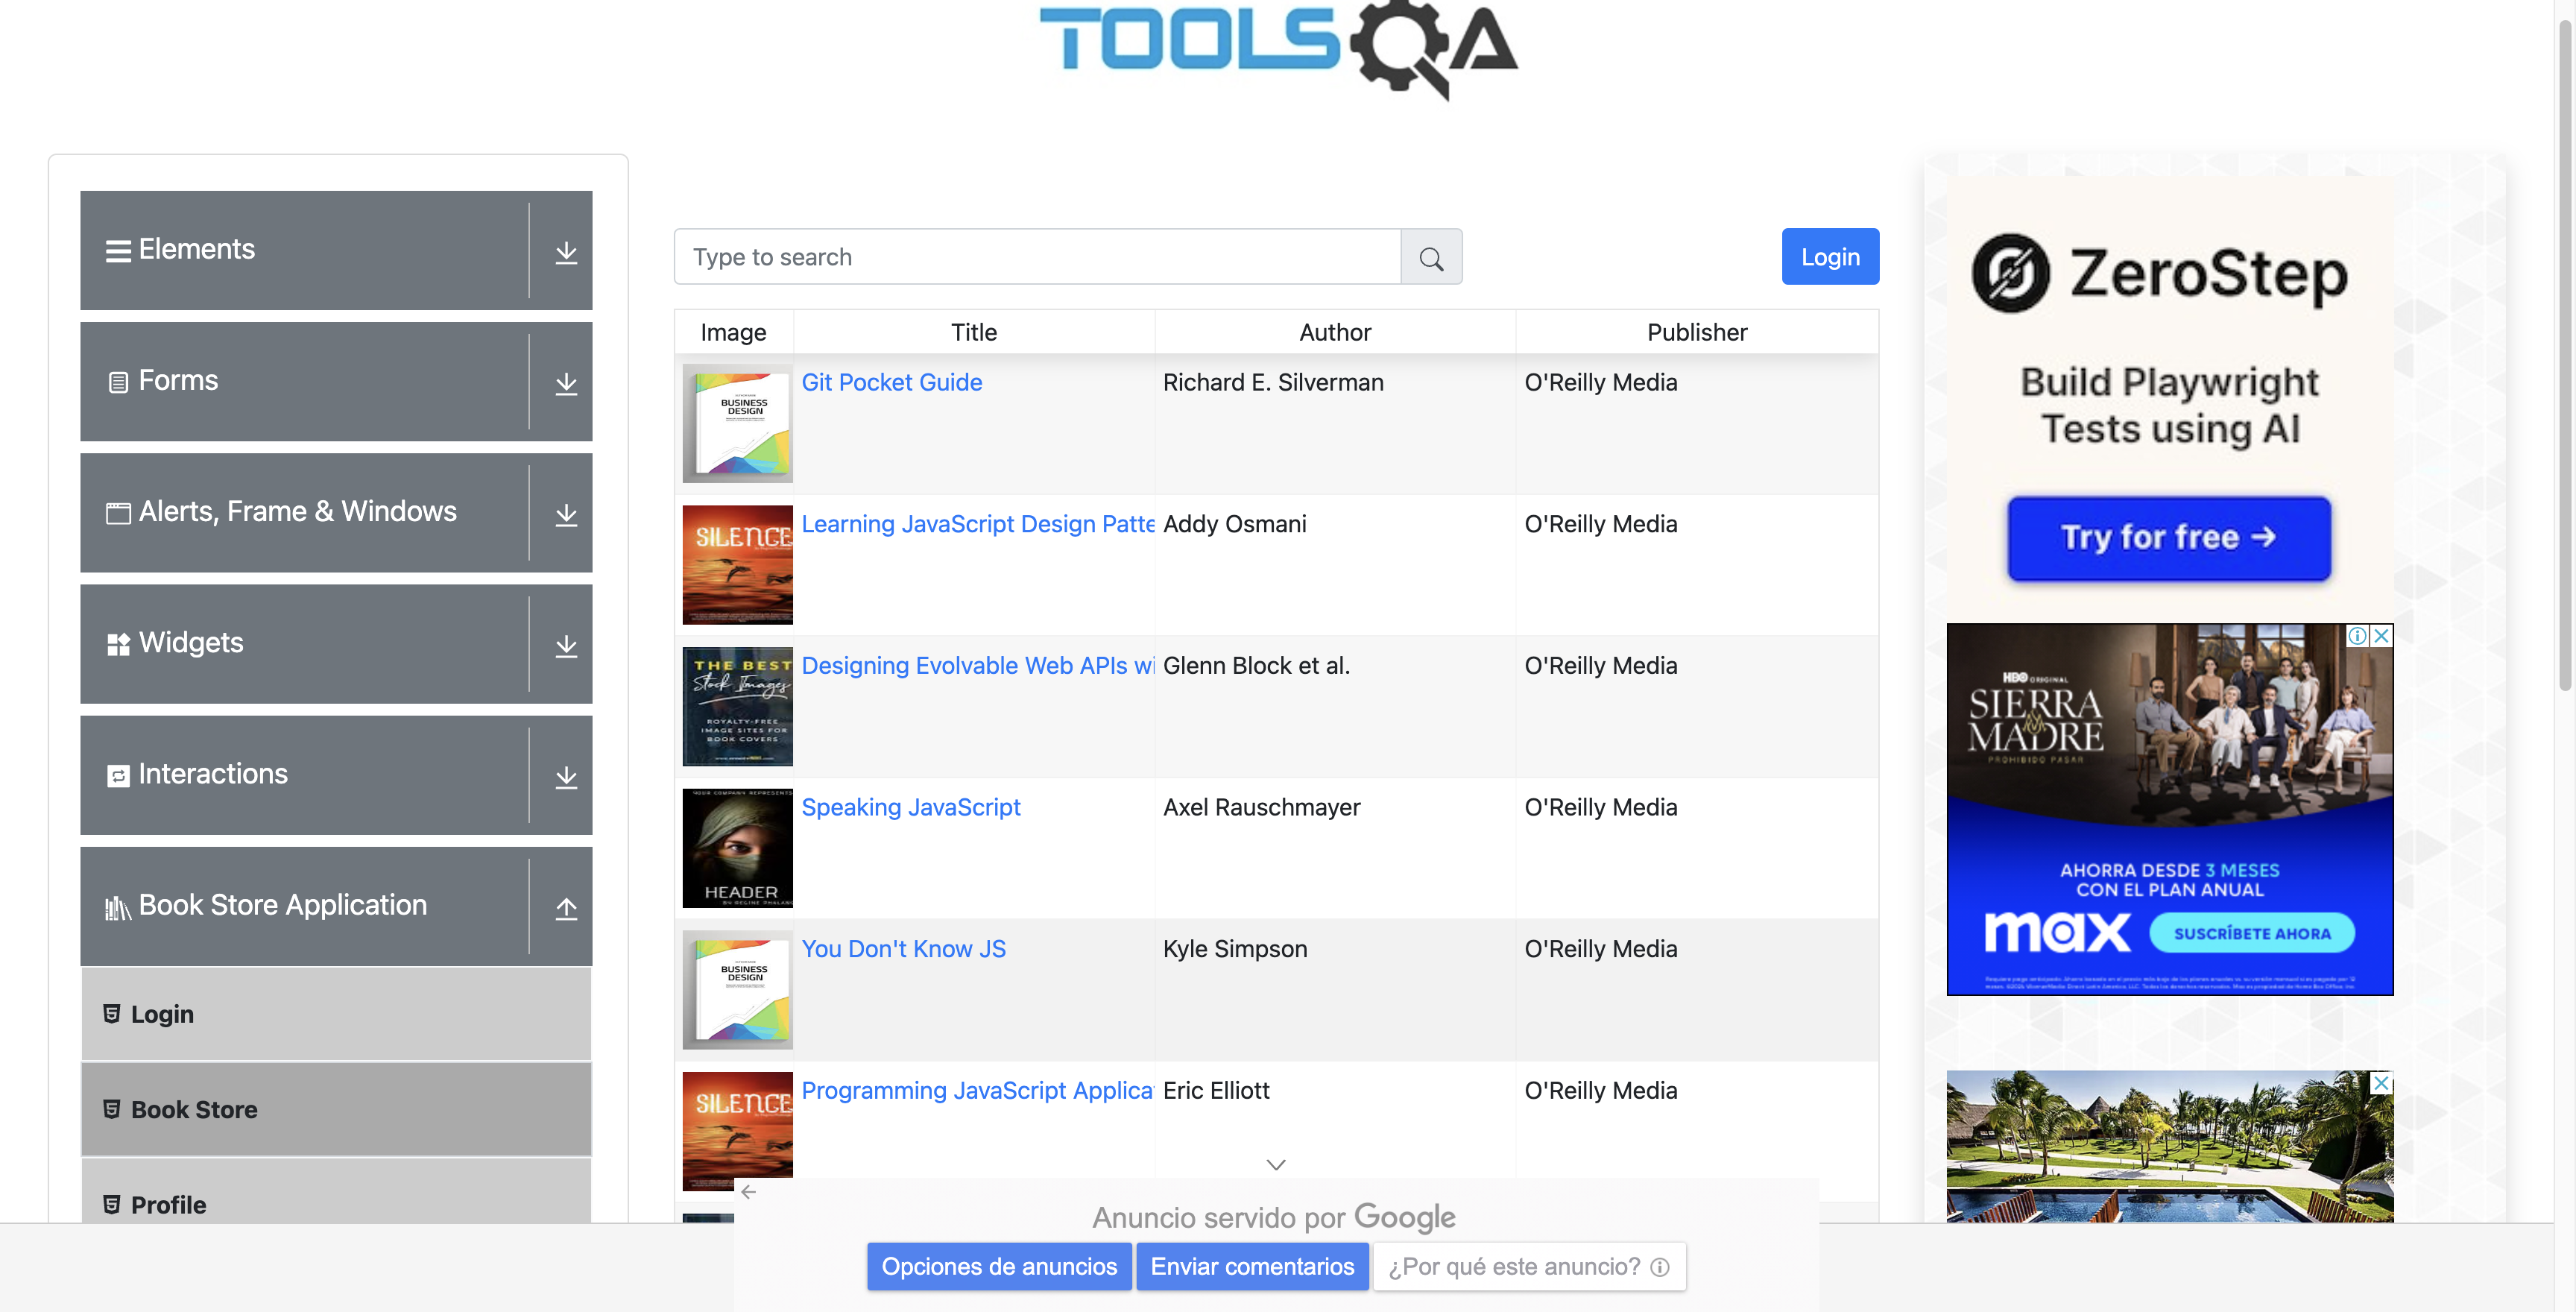 TOOLSQA
Elements
Forms
Alerts, Frame & Windows
Widgets
Interactions
Book Store Application
Login
Book Store
Profile
Type to search
Login
Image Title Author Publisher
BUSINESS
DESIGN
Git Pocket Guide Richard E. Silverman O'Reilly Media
SILENCE
Learning JavaScript Design Patte Addy Osmani O'Reilly Media
THE BEST
Stock Images
ROYALTY-FREE
IMAGE SITES FOR
BOOK COVERS
Designing Evolvable Web APIs wi Glenn Block et al. O'Reilly Media
YOUR COMPANY REPRESENTS
HEADER
Speaking JavaScript Axel Rauschmayer O'Reilly Media
BUSINESS
DESIGN
You Don't Know JS Kyle Simpson O'Reilly Media
SILENCE
Programming JavaScript Applica Eric Elliott O'Reilly Media
Anuncio servido por Google
Opciones de anuncios Enviar comentarios ¿Por qué este anuncio?
ZeroStep
Build Playwright
Tests using AI
Try for free →
HBO ORIGINAL
SIERRA
MADRE
PROHIBIDO PASAR
AHORRA DESDE 3 MESES
CON EL PLAN ANUAL
max SUSCRÍBETE AHORA